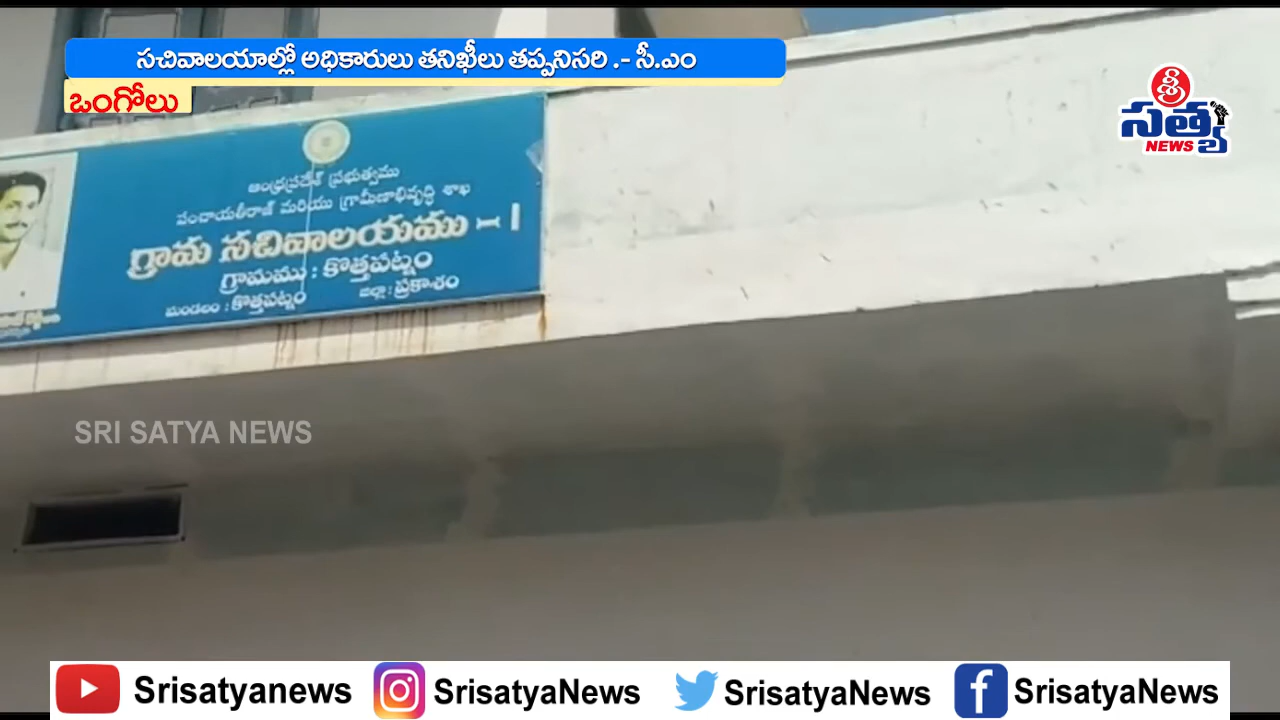 సచివాలయాల్లో అధికారులు తనిఖీలు తప్పనిసరి .- సీ.ఎం
ఒంగోలు
శ్రీ
సత్య
NEWS
ఆంధ్రప్రదేశ్ ప్రభుత్వము
పంచాయతీరాజ్ మరియు గ్రామీణాభివృద్ధి శాఖ
గ్రామ సచివాలయము - I
గ్రామము : కొత్తపట్నం
మండలం : కొత్తపట్నం జిల్లా : ప్రకాశం
SRI SATYA NEWS
Srisatyanews SrisatyaNews SrisatyaNews SrisatyaNews